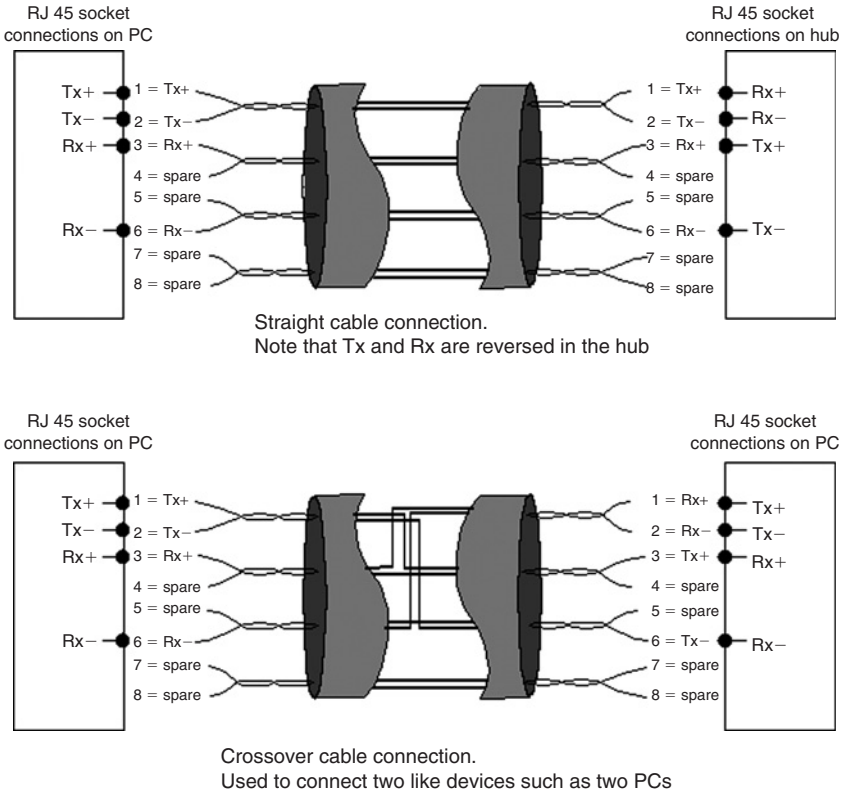 RJ 45 socket
connections on PC
RJ 45 socket
connections on hub
Tx+
Tx−
Rx+
Rx−
1 = Tx+
2 = Tx−
3 = Rx+
4 = spare
5 = spare
6 = Rx−
7 = spare
8 = spare
1 = Tx+
2 = Tx−
3 = Rx+
4 = spare
5 = spare
6 = Rx−
7 = spare
8 = spare
Rx+
Rx−
Tx+
Tx−
Straight cable connection.
Note that Tx and Rx are reversed in the hub
RJ 45 socket
connections on PC
RJ 45 socket
connections on PC
Tx+
Tx−
Rx+
Rx−
1 = Tx+
2 = Tx−
3 = Rx+
4 = spare
5 = spare
6 = Rx−
7 = spare
8 = spare
1 = Rx+
2 = Rx−
3 = Tx+
4 = spare
5 = spare
6 = Tx−
7 = spare
8 = spare
Tx+
Tx−
Rx+
Rx−
Crossover cable connection.
Used to connect two like devices such as two PCs